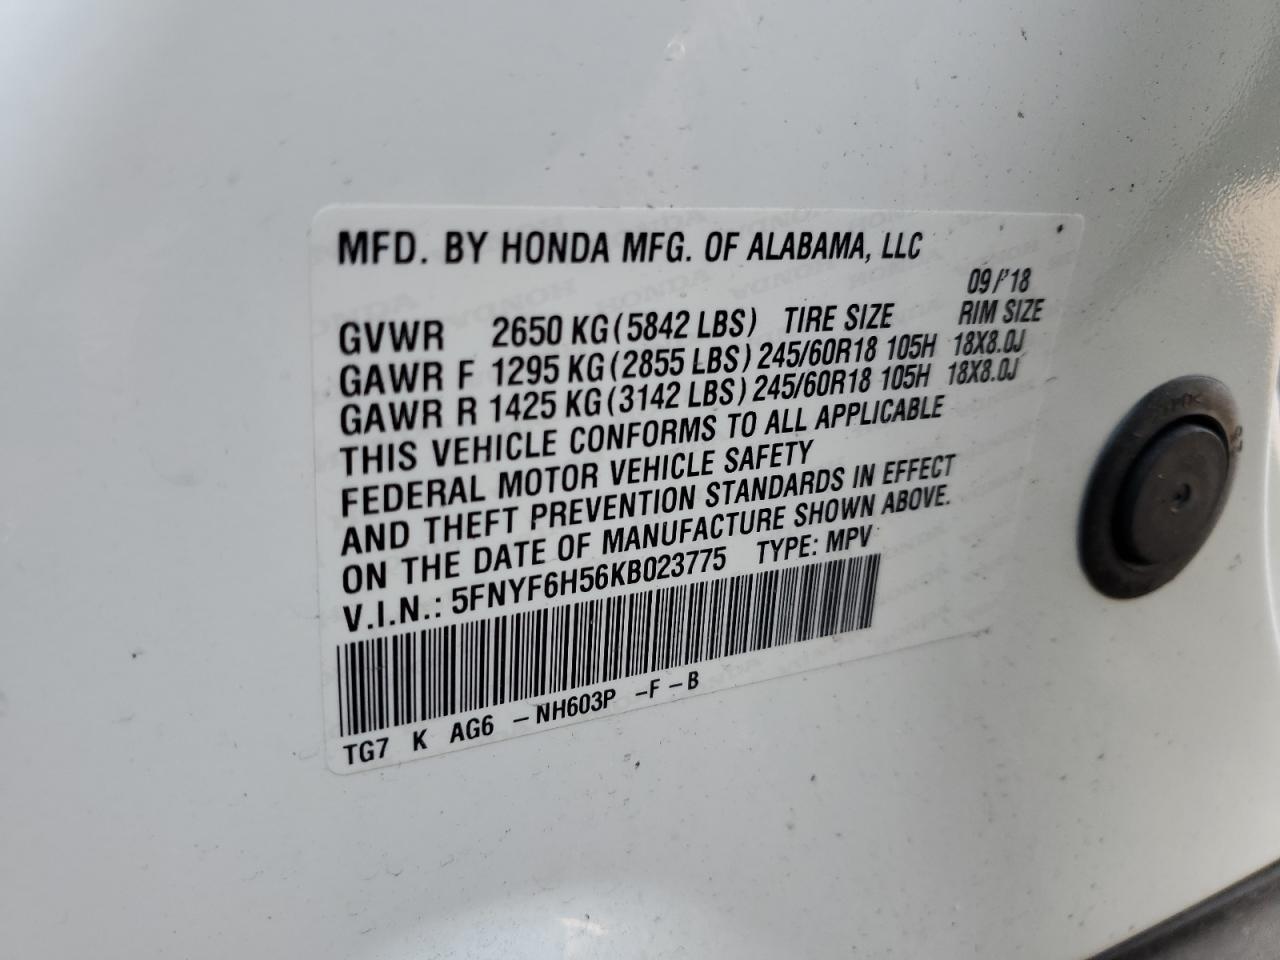 MFD. BY HONDA MFG. OF ALABAMA, LLC
09/'18
GVWR 2650 KG (5842 LBS) TIRE SIZE RIM SIZE
GAWR F 1295 KG (2855 LBS) 245/60R18 105H 18X8.0J
GAWR R 1425 KG (3142 LBS) 245/60R18 105H 18X8.0J
THIS VEHICLE CONFORMS TO ALL APPLICABLE
FEDERAL MOTOR VEHICLE SAFETY
AND THEFT PREVENTION STANDARDS IN EFFECT
ON THE DATE OF MANUFACTURE SHOWN ABOVE.
V.I.N.: 5FNYF6H56KB023775 TYPE: MPV
TG7 K AG6 -NH603P -F-B